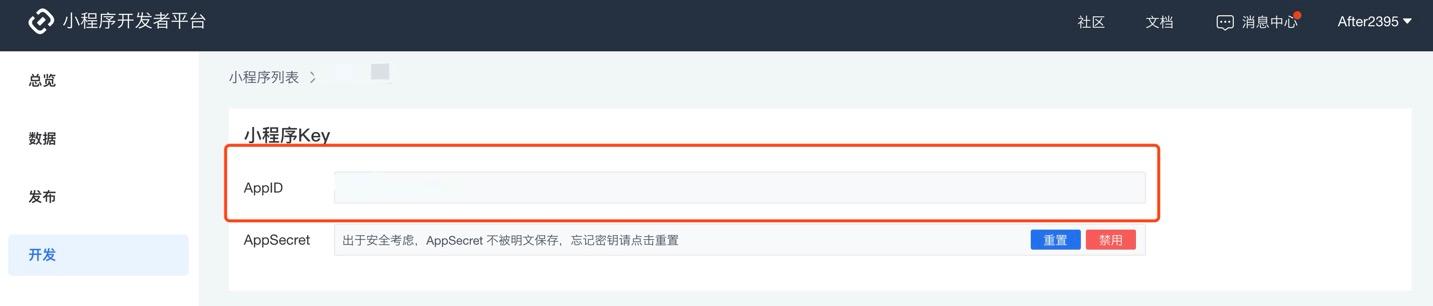 小程序开发者平台
社区
文档
消息中心
After2395
总览
数据
发布
开发
小程序列表
小程序Key
AppID
AppSecret
出于安全考虑，AppSecret 不被明文保存，忘记密钥请点击重置
重置
禁用